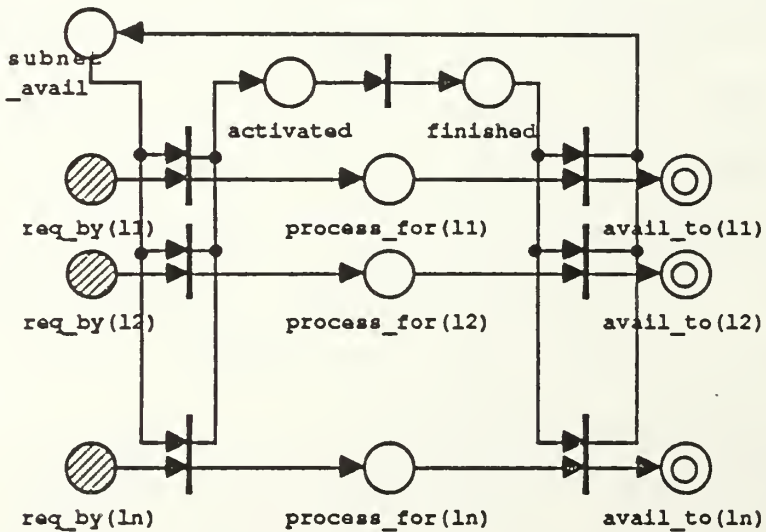 subnet
_avail
activated finished
req_by(l1) process_for(l1) avail_to(l1)
req_by(l2) process_for(l2) avail_to(l2)
req_by(ln) process_for(ln) avail_to(ln)